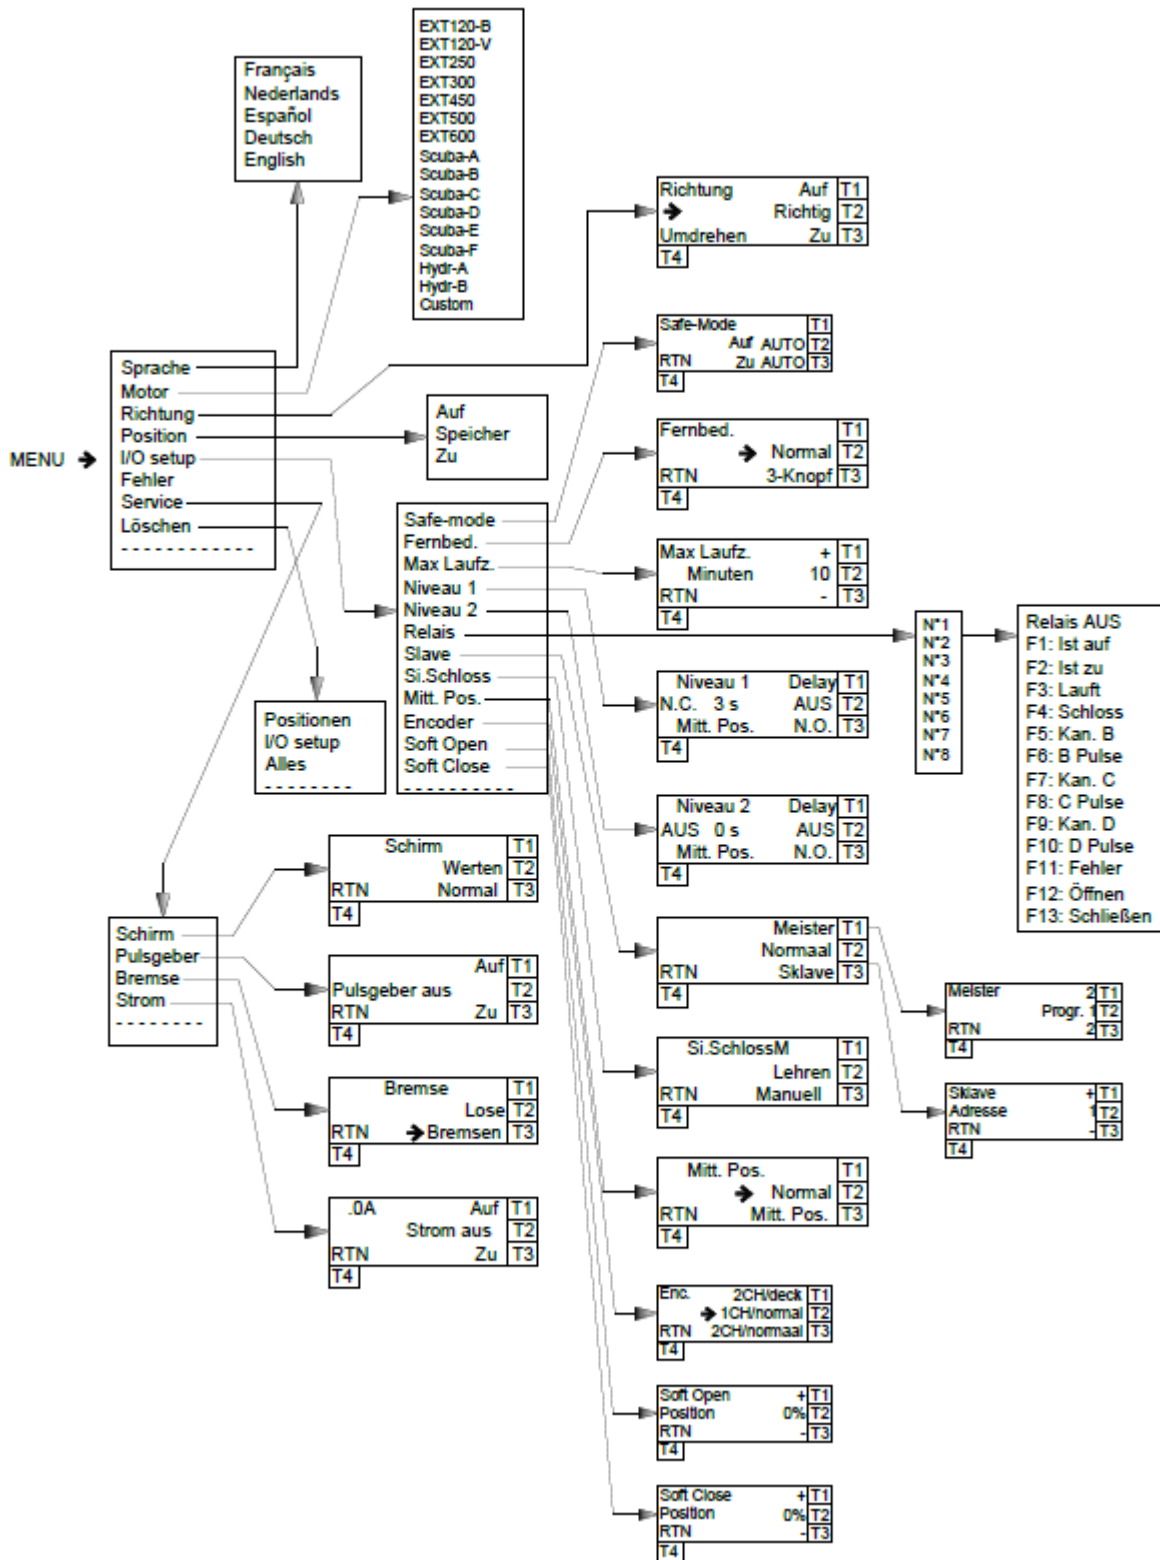 EXT120-B
EXT120-V
EXT250
EXT300
EXT450
EXT500
EXT600
Scuba-A
Scuba-B
Scuba-C
Scuba-D
Scuba-E
Scuba-F
Hydr-A
Hydr-B
Custom
Français
Nederlands
Español
Deutsch
English
MENU
Sprache
Motor
Richtung
Position
I/O setup
Fehler
Service
Löschen
- - - - - - - - - - - -
Auf
Speicher
Zu
Safe-mode
Fernbed.
Max Laufz.
Niveau 1
Niveau 2
Relais
Slave
Si.Schloss
Mitt. Pos.
Encoder
Soft Open
Soft Close
- - - - - - - - - -
Positionen
I/O setup
Alles
- - - - - - - -
Schirm
Pulsgeber
Bremse
Strom
- - - - - - - -
Schirm T1
Werten T2
RTN Normal T3
T4
Auf T1
Pulsgeber aus T2
RTN Zu T3
T4
Bremse T1
Lose T2
RTN ➔ Bremsen T3
T4
.0A Auf T1
Strom aus T2
RTN Zu T3
T4
Richtung Auf T1
➔ Richtig T2
Umdrehen Zu T3
T4
Safe-Mode T1
Auf AUTO T2
RTN Zu AUTO T3
T4
Fernbed. T1
➔ Normal T2
RTN 3-Knopf T3
T4
Max Laufz. + T1
Minuten 10 T2
RTN - T3
T4
Niveau 1 Delay T1
N.C. 3 s AUS T2
Mitt. Pos. N.O. T3
T4
Niveau 2 Delay T1
AUS 0 s AUS T2
Mitt. Pos. N.O. T3
T4
Meister T1
Normaal T2
RTN Sklave T3
T4
Si.SchlossM T1
Lehren T2
RTN Manuell T3
T4
Mitt. Pos. T1
➔ Normal T2
RTN Mitt. Pos. T3
T4
Enc. 2CH/deck T1
➔ 1CH/normal T2
RTN 2CH/normaal T3
T4
Soft Open + T1
Position 0% T2
RTN - T3
T4
Soft Close + T1
Position 0% T2
RTN - T3
T4
N°1
N°2
N°3
N°4
N°5
N°6
N°7
N°8
Relais AUS
F1: Ist auf
F2: Ist zu
F3: Lauft
F4: Schloss
F5: Kan. B
F6: B Pulse
F7: Kan. C
F8: C Pulse
F9: Kan. D
F10: D Pulse
F11: Fehler
F12: Öffnen
F13: Schließen
Meister 2 T1
Progr. 1 T2
RTN 2 T3
T4
Sklave + T1
Adresse 1 T2
RTN - T3
T4